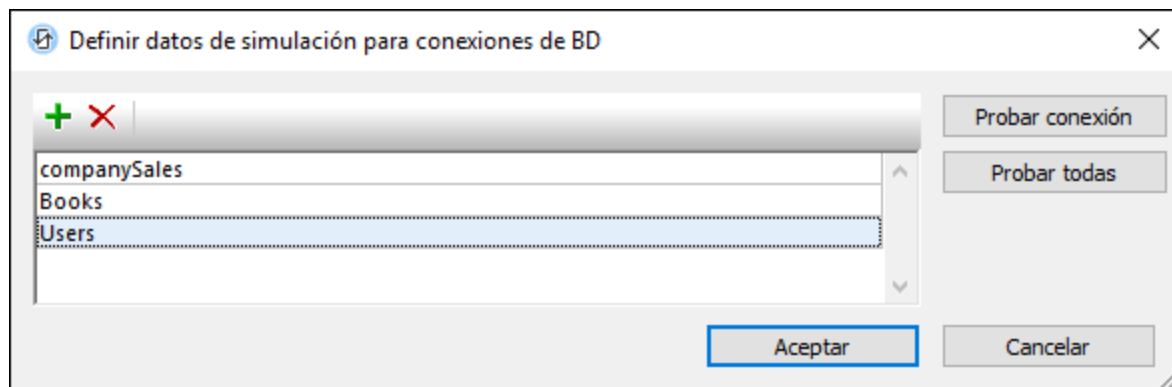 Definir datos de simulación para conexiones de BD
Probar conexión
companySales
Probar todas
Books
Users
Aceptar
Cancelar